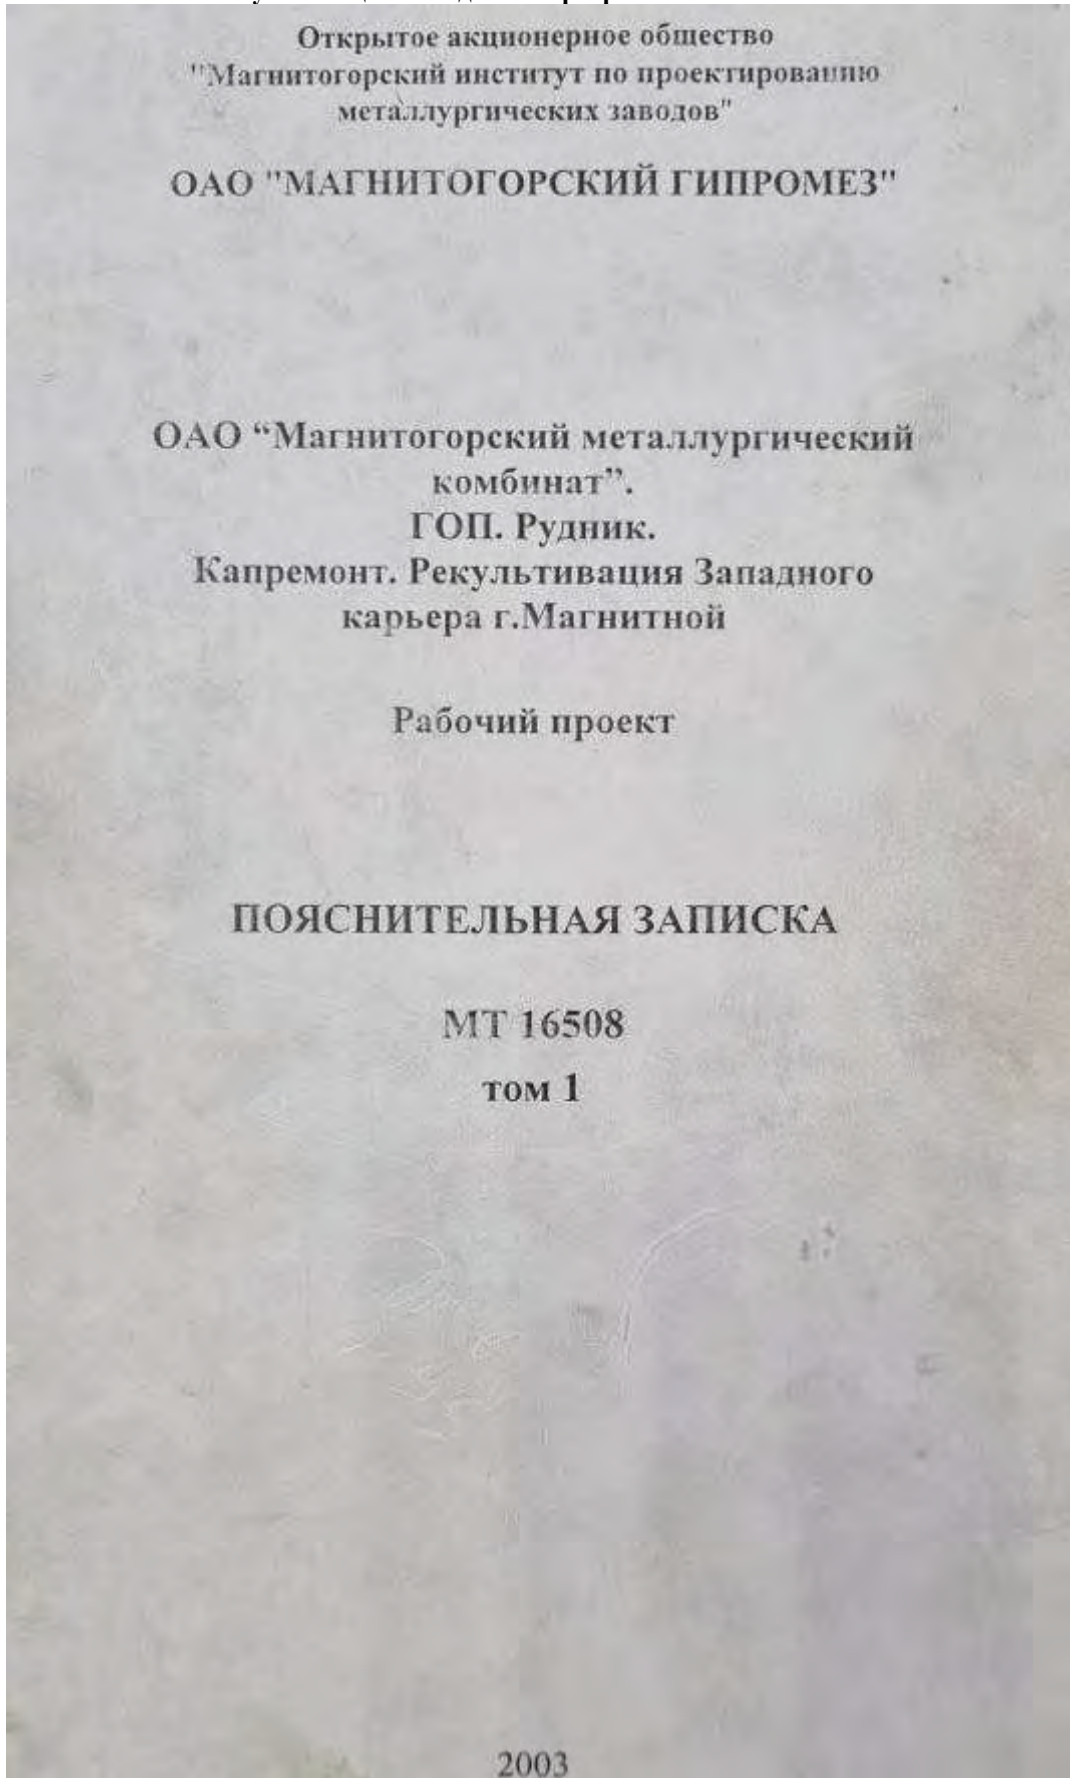 Открытое акционерное общество
"Магнитогорский институт по проектированию
металлургических заводов"
ОАО "МАГНИТОГОРСКИЙ ГИПРОМЕЗ"
ОАО “Магнитогорский металлургический
комбинат”.
ГОП. Рудник.
Капремонт. Рекультивация Западного
карьера г.Магнитной
Рабочий проект
ПОЯСНИТЕЛЬНАЯ ЗАПИСКА
МТ 16508
том 1
2003